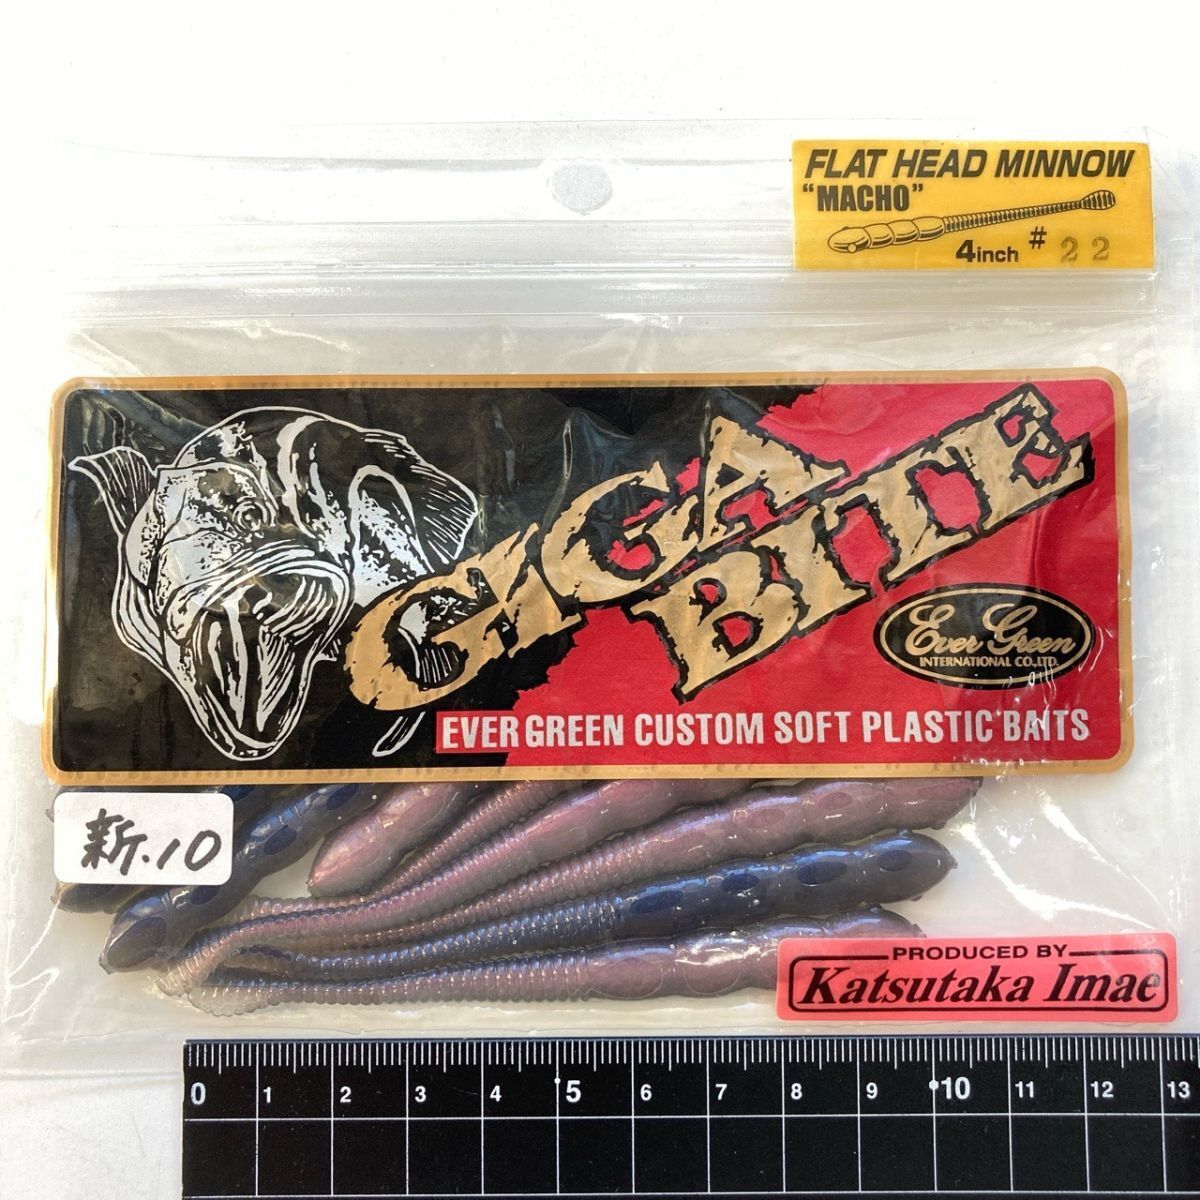 FLAT HEAD MINNOW
"MACHO"
4inch # 22
GIGA
BITE
Ever Green
INTERNATIONAL CO.,LTD.
EVER GREEN CUSTOM SOFT PLASTIC BAITS
新.10
PRODUCED BY
Katsutaka Imae
0 1 2 3 4 5 6 7 8 9 10 11 12 13